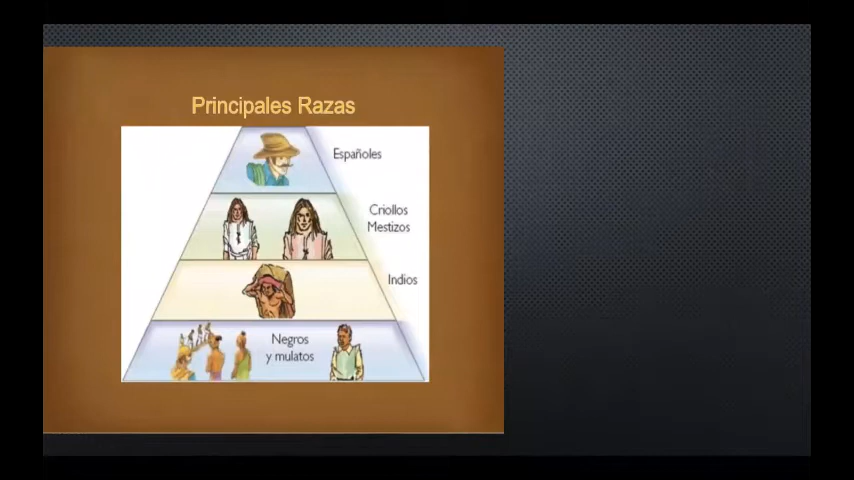 Principales Razas
Españoles
Criollos
Mestizos
Indios
Negros
y mulatos